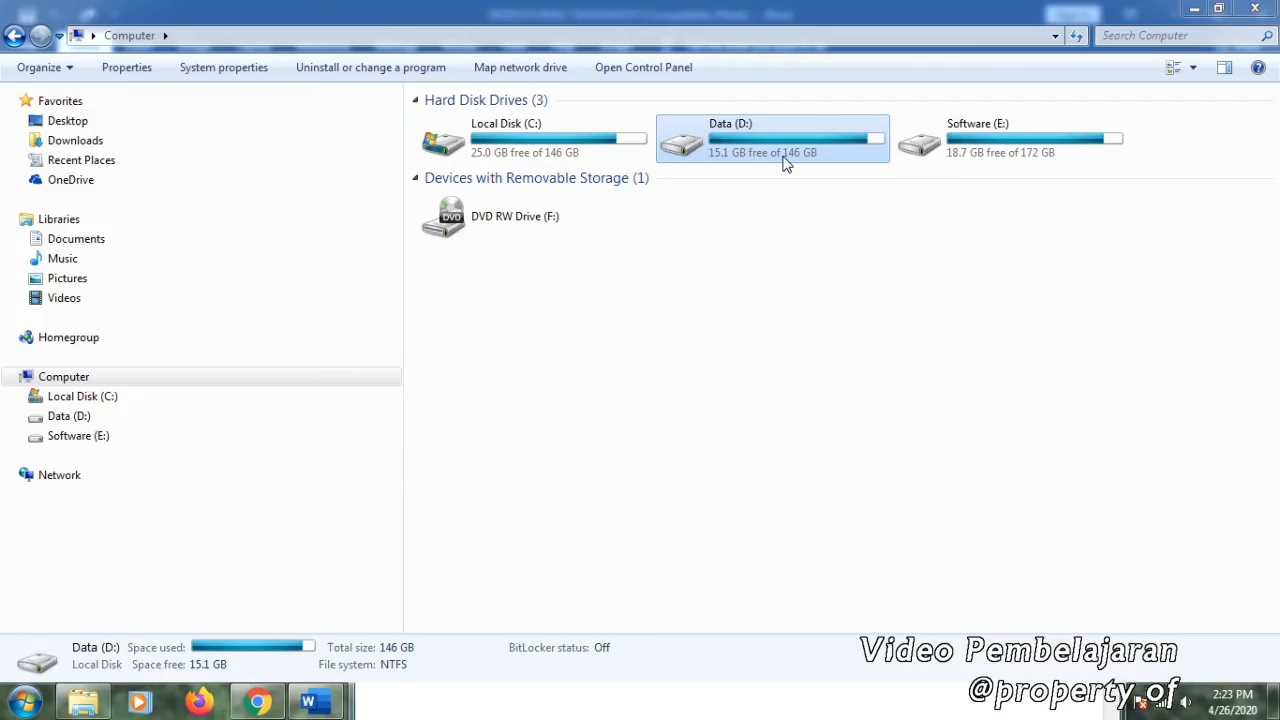 Computer
Search Computer
Organize
Properties
System properties
Uninstall or change a program
Map network drive
Open Control Panel
Favorites
Desktop
Downloads
Recent Places
OneDrive
Libraries
Documents
Music
Pictures
Videos
Homegroup
Computer
Local Disk (C:)
Data (D:)
Software (E:)
Network
Hard Disk Drives (3)
Local Disk (C:)
25.0 GB free of 146 GB
Data (D:)
15.1 GB free of 146 GB
Software (E:)
18.7 GB free of 172 GB
Devices with Removable Storage (1)
DVD
DVD RW Drive (F:)
Data (D:) Space used: Total size: 146 GB BitLocker status: Off
Local Disk Space free: 15.1 GB File system: NTFS
Video Pembelajaran
@property of
W
2:23 PM
4/26/2020